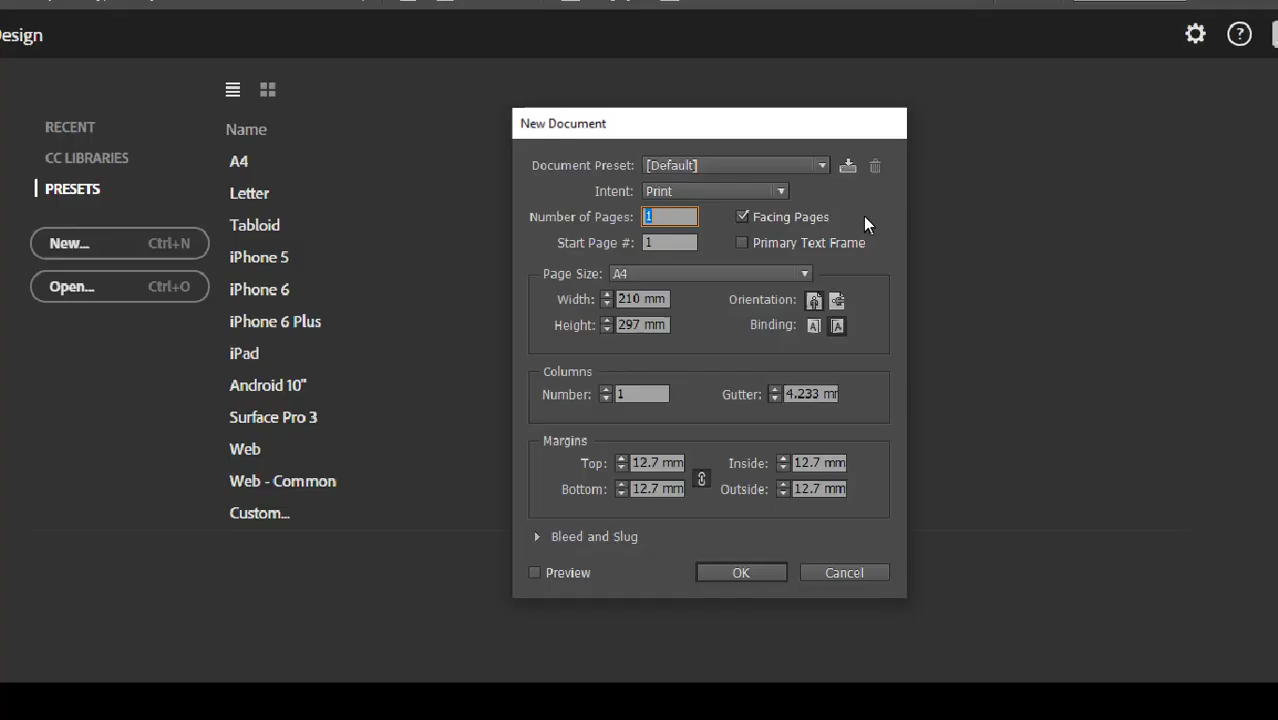 esign
RECENT
CC LIBRARIES
PRESETS
New... Ctrl+N
Open... Ctrl+O
Name
A4
Letter
Tabloid
iPhone 5
iPhone 6
iPhone 6 Plus
iPad
Android 10"
Surface Pro 3
Web
Web - Common
Custom...
New Document
Document Preset: [Default]
Intent: Print
Number of Pages: 1 Facing Pages
Start Page #: 1 Primary Text Frame
Page Size: A4
Width: 210 mm Orientation:
Height: 297 mm Binding:
Columns
Number: 1 Gutter: 4.233 mr
Margins
Top: 12.7 mm Inside: 12.7 mm
Bottom: 12.7 mm Outside: 12.7 mm
Bleed and Slug
Preview OK Cancel